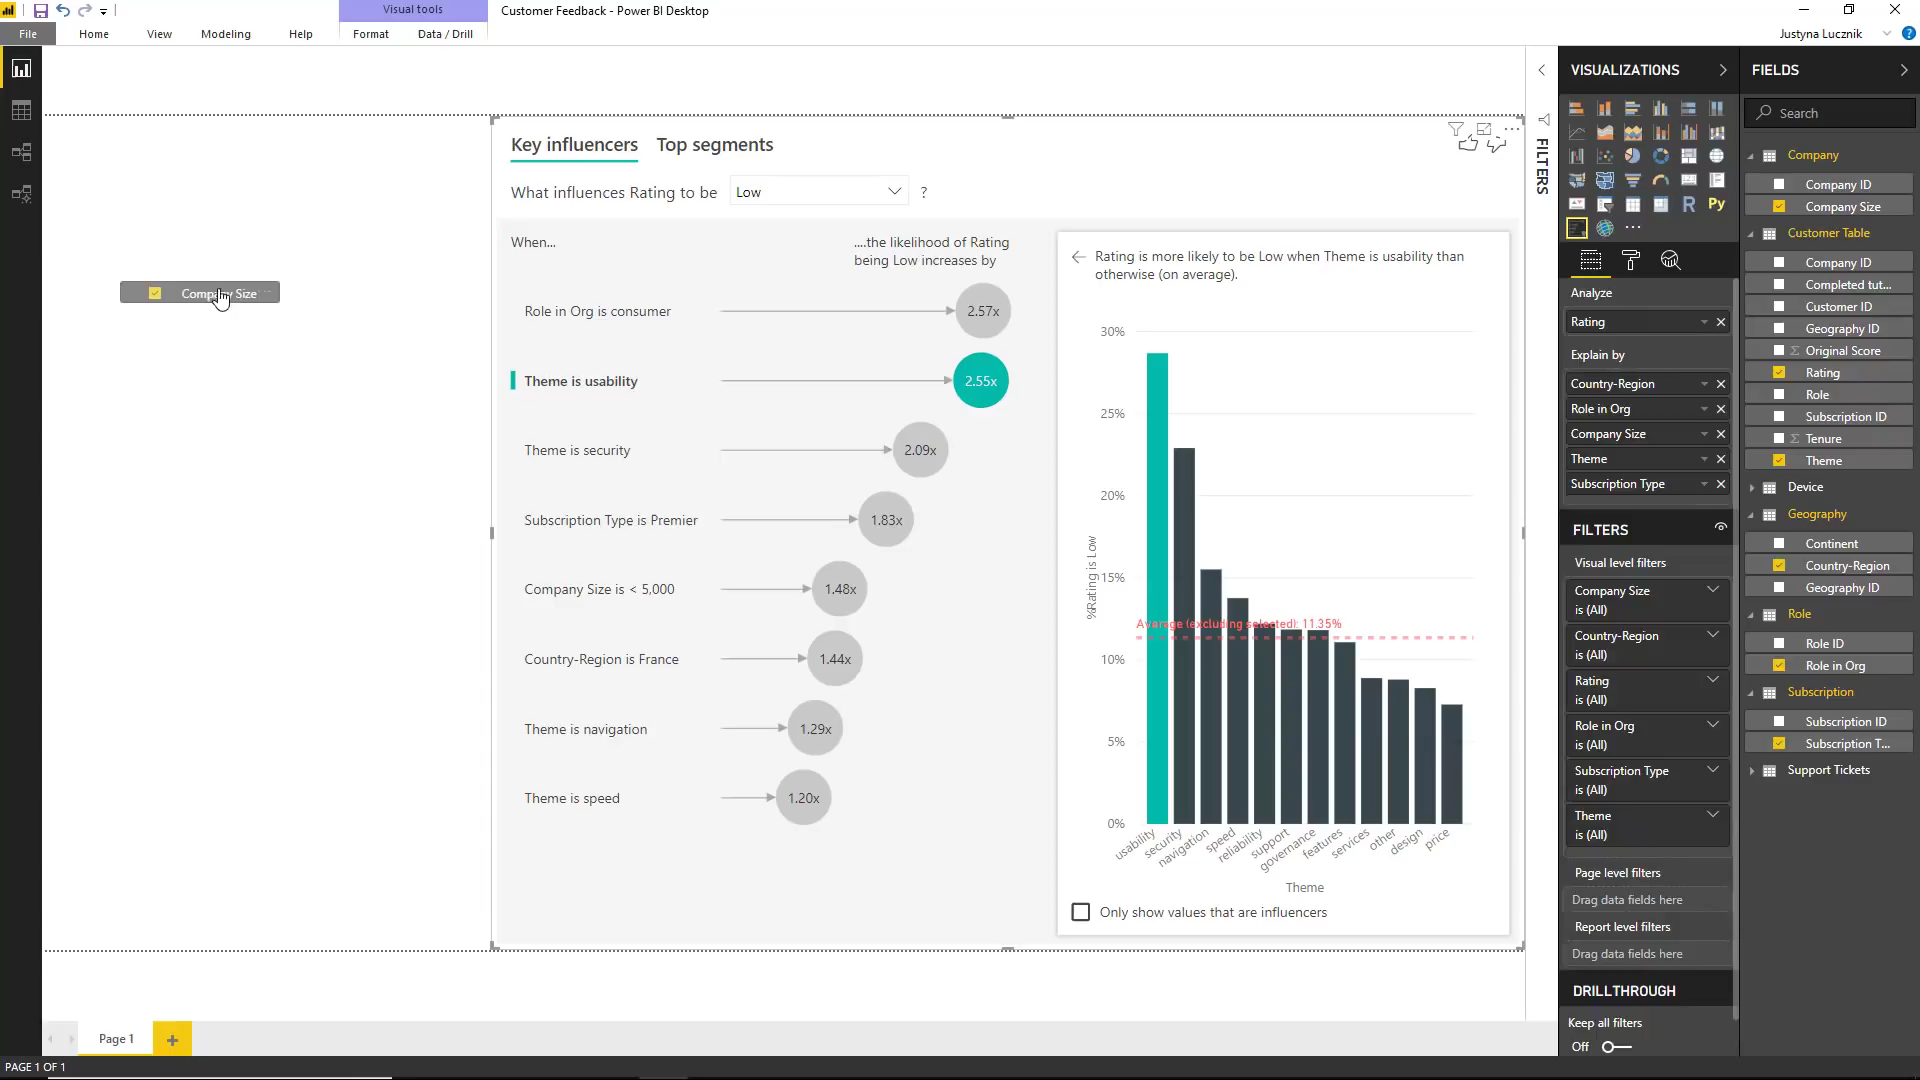 Visual tools
Customer Feedback - Power BI Desktop
File
Home
View
Modeling
Help
Format
Data / Drill
Justyna Lucznik
?
Key influencers
Top segments
What influences Rating to be
Low
?
When...
....the likelihood of Rating
being Low increases by
Role in Org is consumer
2.57x
Theme is usability
2.55x
Theme is security
2.09x
Subscription Type is Premier
1.83x
Company Size is < 5,000
1.48x
Country-Region is France
1.44x
Theme is navigation
1.29x
Theme is speed
1.20x
Company Size
Rating is more likely to be Low when Theme is usability than
otherwise (on average).
30%
25%
20%
15%
10%
5%
0%
%Rating is Low
Average (excluding selected): 11.35%
usability
security
navigation
speed
reliability
support
governance
features
services
other
design
price
Theme
Only show values that are influencers
FILTERS
VISUALIZATIONS
R
Py
Analyze
Rating
Explain by
Country-Region
Role in Org
Company Size
Theme
Subscription Type
FILTERS
Visual level filters
Company Size
is (All)
Country-Region
is (All)
Rating
is (All)
Role in Org
is (All)
Subscription Type
is (All)
Theme
is (All)
Page level filters
Drag data fields here
Report level filters
Drag data fields here
DRILLTHROUGH
Keep all filters
Off
FIELDS
Search
Company
Company ID
Company Size
Customer Table
Company ID
Completed tut...
Customer ID
Geography ID
Σ Original Score
Rating
Role
Subscription ID
Σ Tenure
Theme
Device
Geography
Continent
Country-Region
Geography ID
Role
Role ID
Role in Org
Subscription
Subscription ID
Subscription T...
Support Tickets
Page 1
+
PAGE 1 OF 1